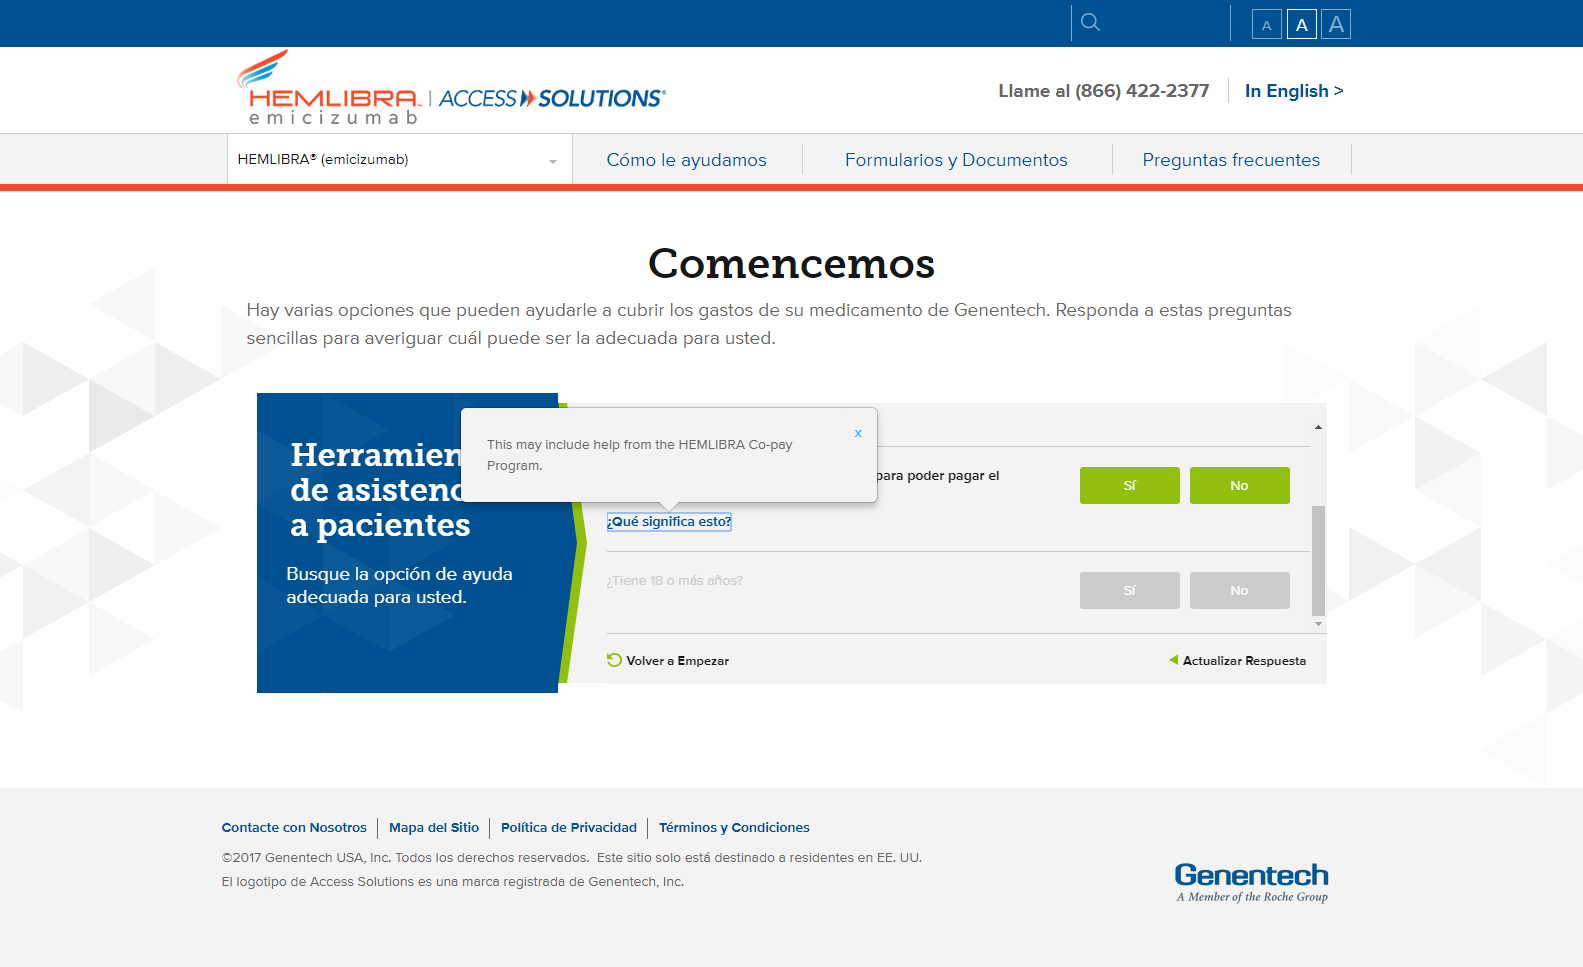 A A A
HEMLIBRA™ | ACCESS SOLUTIONS®
emicizumab
Llame al (866) 422-2377
In English >
HEMLIBRA® (emicizumab)
Cómo le ayudamos
Formularios y Documentos
Preguntas frecuentes
Comencemos
Hay varias opciones que pueden ayudarle a cubrir los gastos de su medicamento de Genentech. Responda a estas preguntas
sencillas para averiguar cuál puede ser la adecuada para usted.
Herramien
de asistenc
a pacientes
Busque la opción de ayuda
adecuada para usted.
This may include help from the HEMLIBRA Co-pay
Program.
x
para poder pagar el
Sí
No
¿Qué significa esto?
¿Tiene 18 o más años?
Sí
No
Volver a Empezar
Actualizar Respuesta
Contacte con Nosotros
Mapa del Sitio
Política de Privacidad
Términos y Condiciones
©2017 Genentech USA, Inc. Todos los derechos reservados. Este sitio solo está destinado a residentes en EE. UU.
El logotipo de Access Solutions es una marca registrada de Genentech, Inc.
Genentech
A Member of the Roche Group